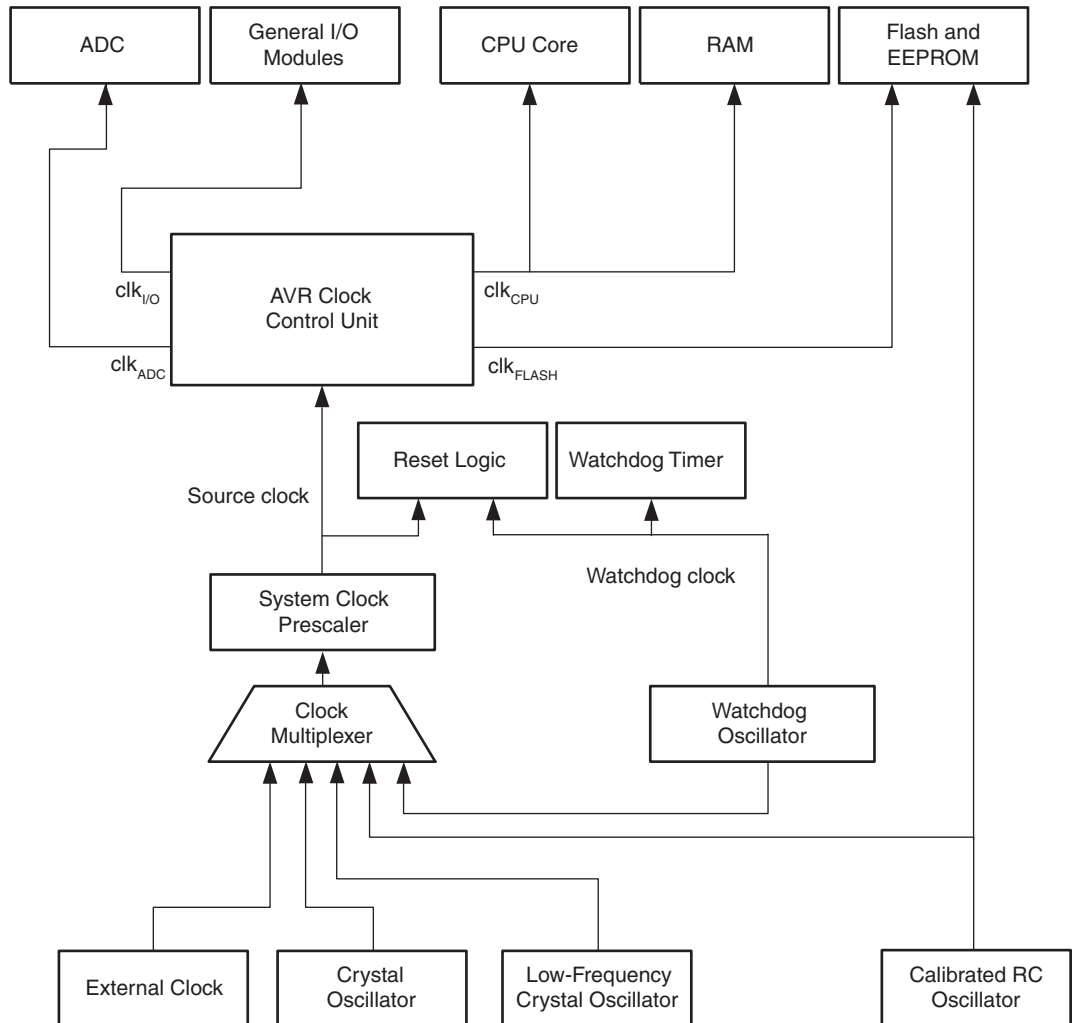 ADC
General I/O
Modules
CPU Core
RAM
Flash and
EEPROM
clkI/O
AVR Clock
Control Unit
clkCPU
clkADC
clkFLASH
Reset Logic
Watchdog Timer
Source clock
Watchdog clock
System Clock
Prescaler
Clock
Multiplexer
Watchdog
Oscillator
External Clock
Crystal
Oscillator
Low-Frequency
Crystal Oscillator
Calibrated RC
Oscillator